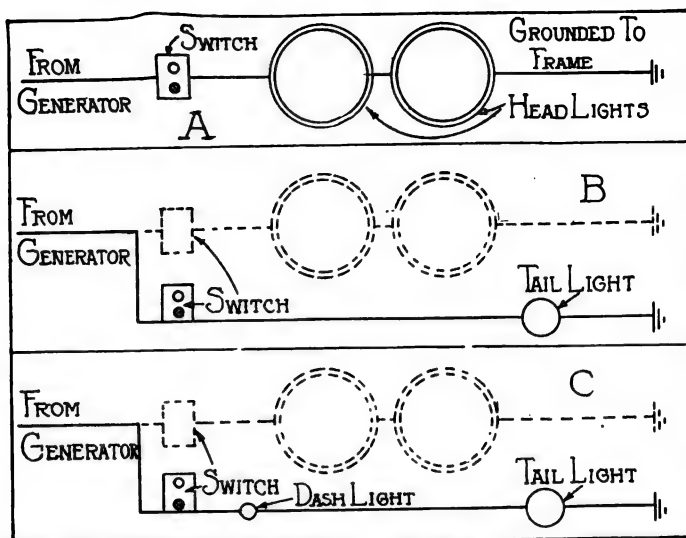 SWITCH
GROUNDED TO
FRAME
FROM
GENERATOR
A
HEAD LIGHTS
B
FROM
GENERATOR
SWITCH
TAIL LIGHT
C
FROM
GENERATOR
SWITCH
DASH LIGHT
TAIL LIGHT